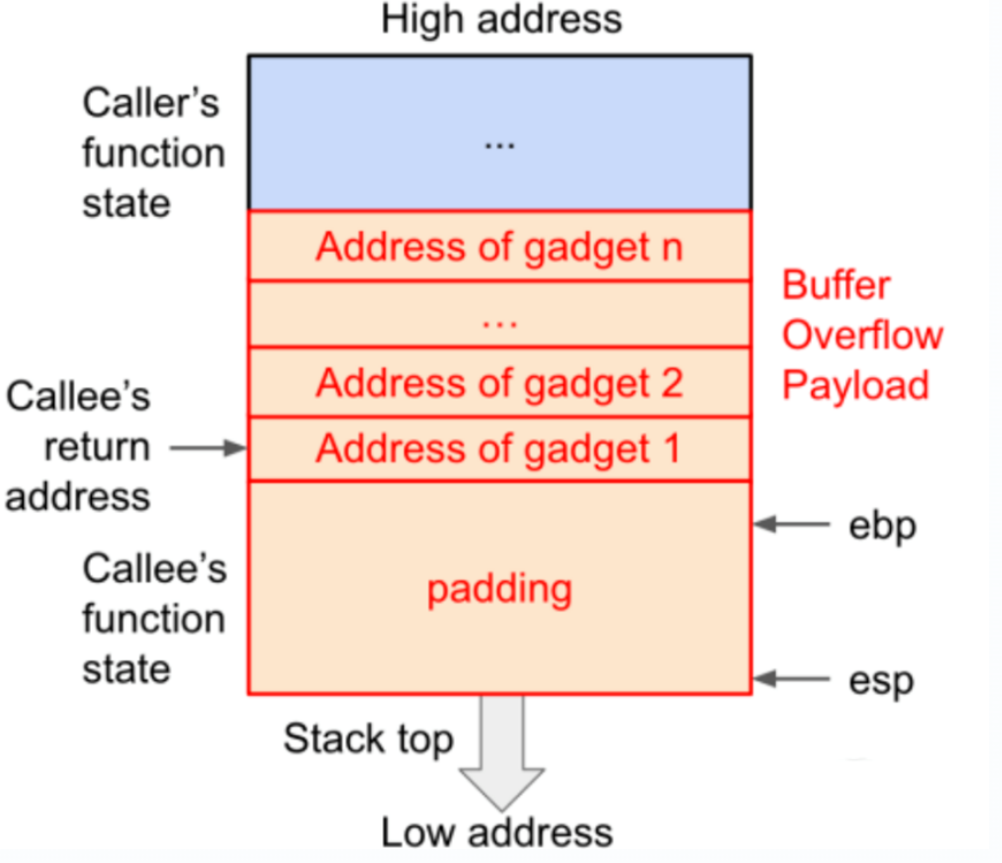 High address
Caller’s
function
state
...
Address of gadget n
...
Address of gadget 2
Address of gadget 1
Buffer
Overflow
Payload
Callee’s
return
address
ebp
Callee’s
function
state
padding
esp
Stack top
Low address